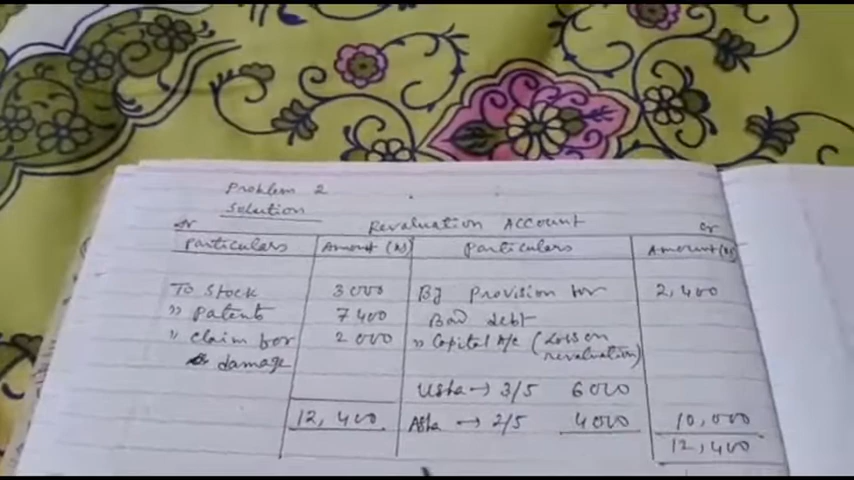 Problem 2
Solution
Revaluation Account
dr cr
Particulars Amount (Rs) Particulars Amount (Rs)
To Stock 3000 By Provision for 2,400
" Patents 7400 Bad debt
" Claim for 2000 " Capital A/c (Loss on
damage revaluation)
Usha → 3/5 6000
12,400 Asha → 2/5 4000 10,000
12,400